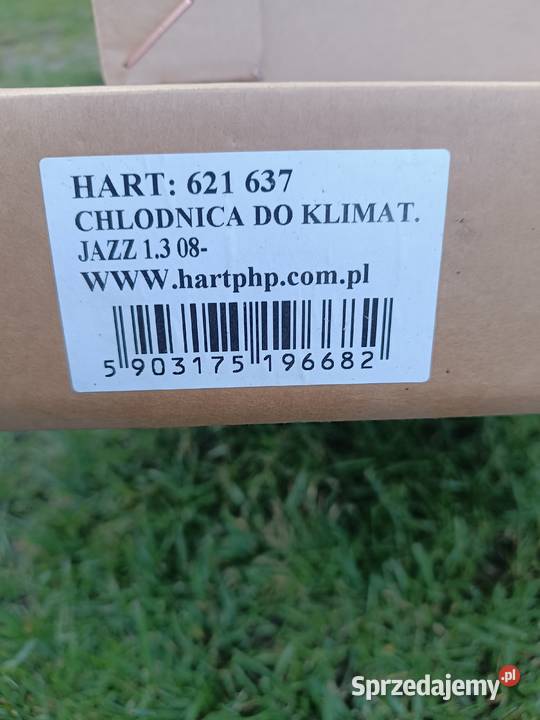 HART: 621 637
CHLODNICA DO KLIMAT.
JAZZ 1.3 08-
WWW.hartphp.com.pl
5 903175 196682
Sprzedajemy.pl